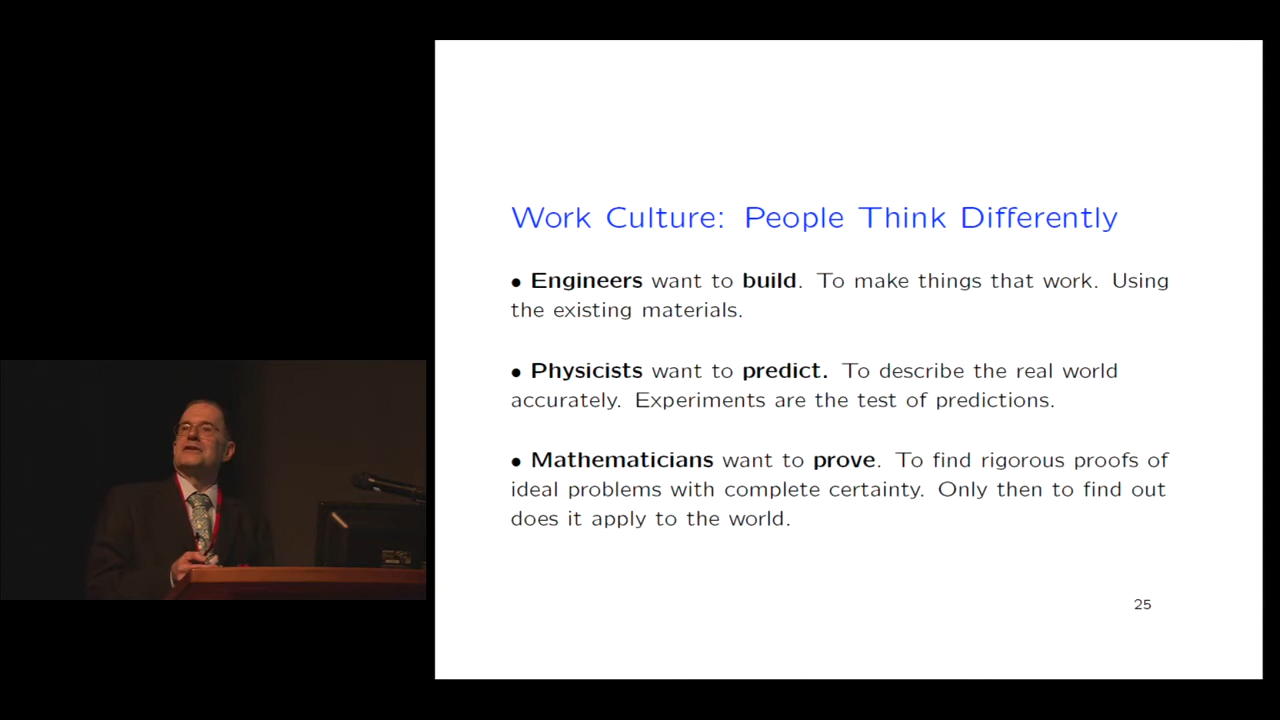 Work Culture: People Think Differently
• Engineers want to build. To make things that work. Using
the existing materials.
• Physicists want to predict. To describe the real world
accurately. Experiments are the test of predictions.
• Mathematicians want to prove. To find rigorous proofs of
ideal problems with complete certainty. Only then to find out
does it apply to the world.
25